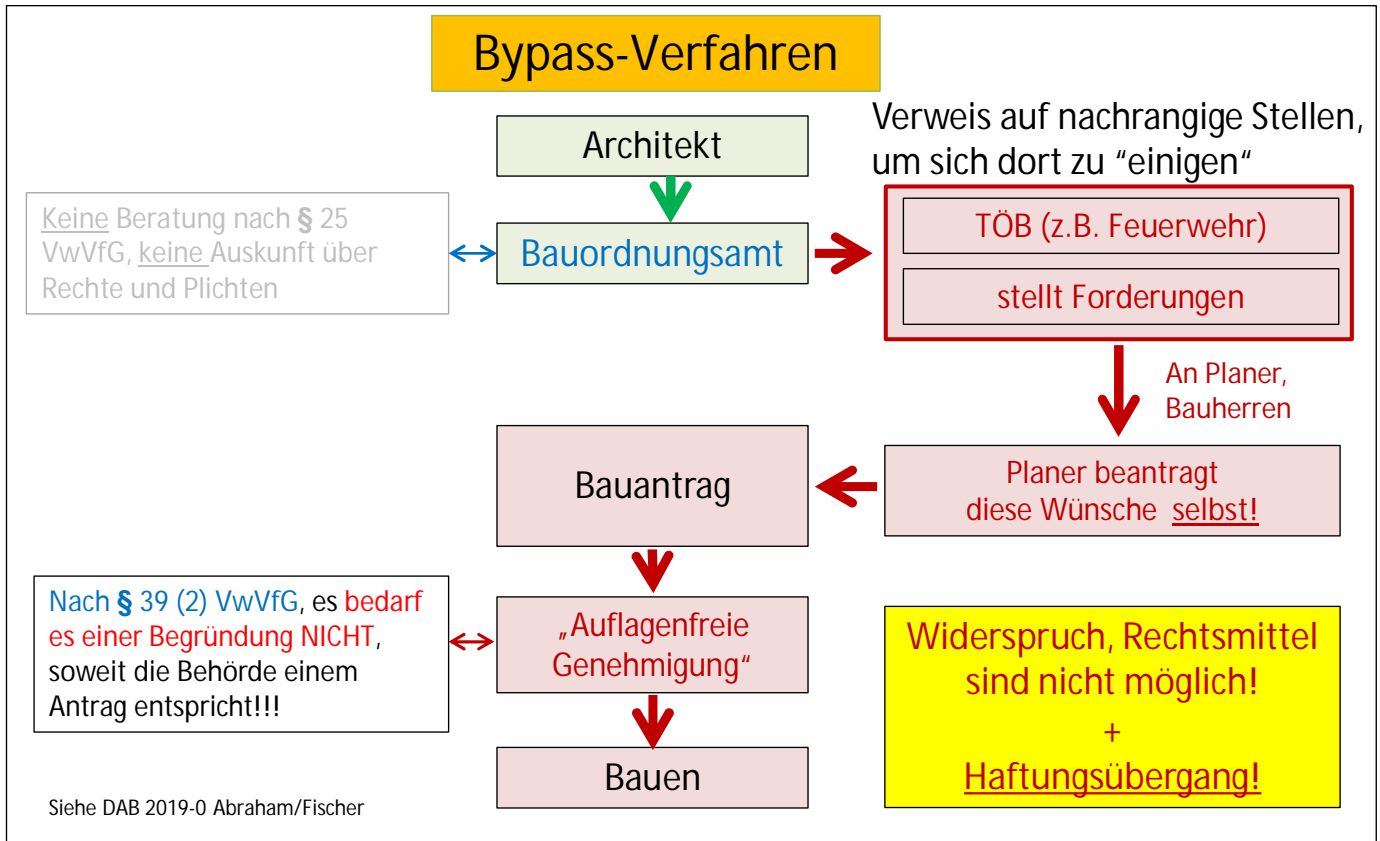 Bypass-Verfahren
Architekt
Verweis auf nachrangige Stellen,
um sich dort zu "einigen“
Keine Beratung nach § 25
VwVfG, keine Auskunft über
Rechte und Plichten
Bauordnungsamt
TÖB (z.B. Feuerwehr)
stellt Forderungen
An Planer,
Bauherren
Planer beantragt
diese Wünsche selbst!
Bauantrag
Nach § 39 (2) VwVfG, es bedarf
es einer Begründung NICHT,
soweit die Behörde einem
Antrag entspricht!!!
„Auflagenfreie
Genehmigung“
Widerspruch, Rechtsmittel
sind nicht möglich!
+
Haftungsübergang!
Bauen
Siehe DAB 2019-0 Abraham/Fischer